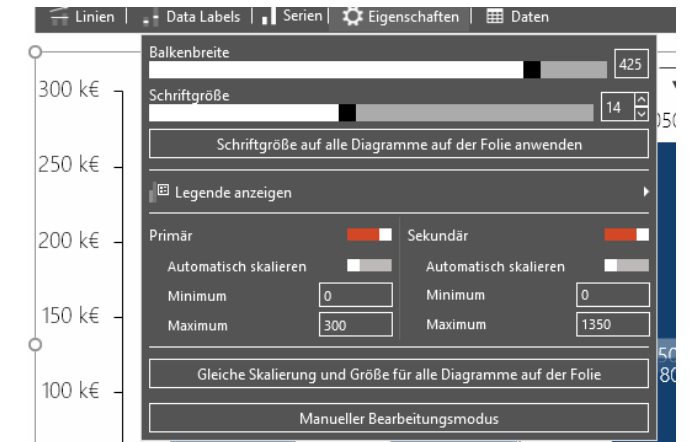 Linien | Data Labels | Serien | Eigenschaften | Daten
Balkenbreite
425
300 k€
Schriftgröße
14
Schriftgröße auf alle Diagramme auf der Folie anwenden
250 k€
Legende anzeigen
200 k€
Primär
Sekundär
Automatisch skalieren
Automatisch skalieren
Minimum 0
Minimum 0
150 k€
Maximum 300
Maximum 1350
Gleiche Skalierung und Größe für alle Diagramme auf der Folie
100 k€
Manueller Bearbeitungsmodus